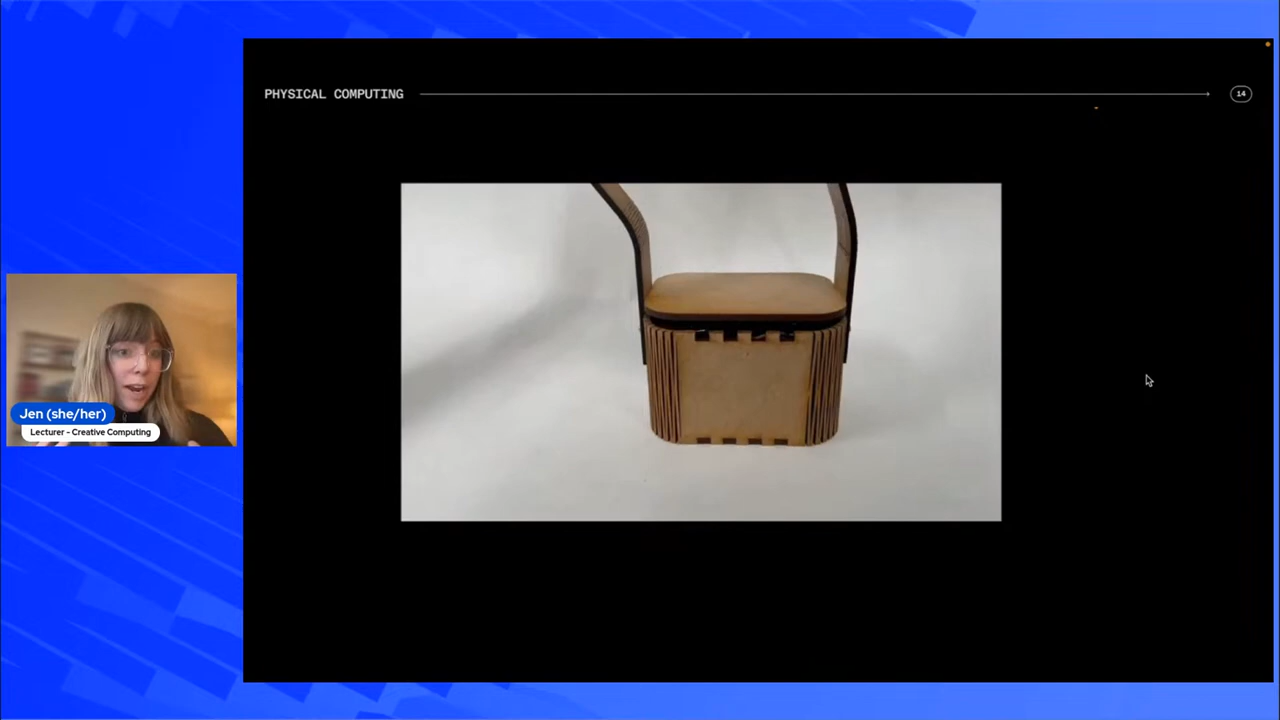 PHYSICAL COMPUTING
14
Jen (she/her)
Lecturer - Creative Computing